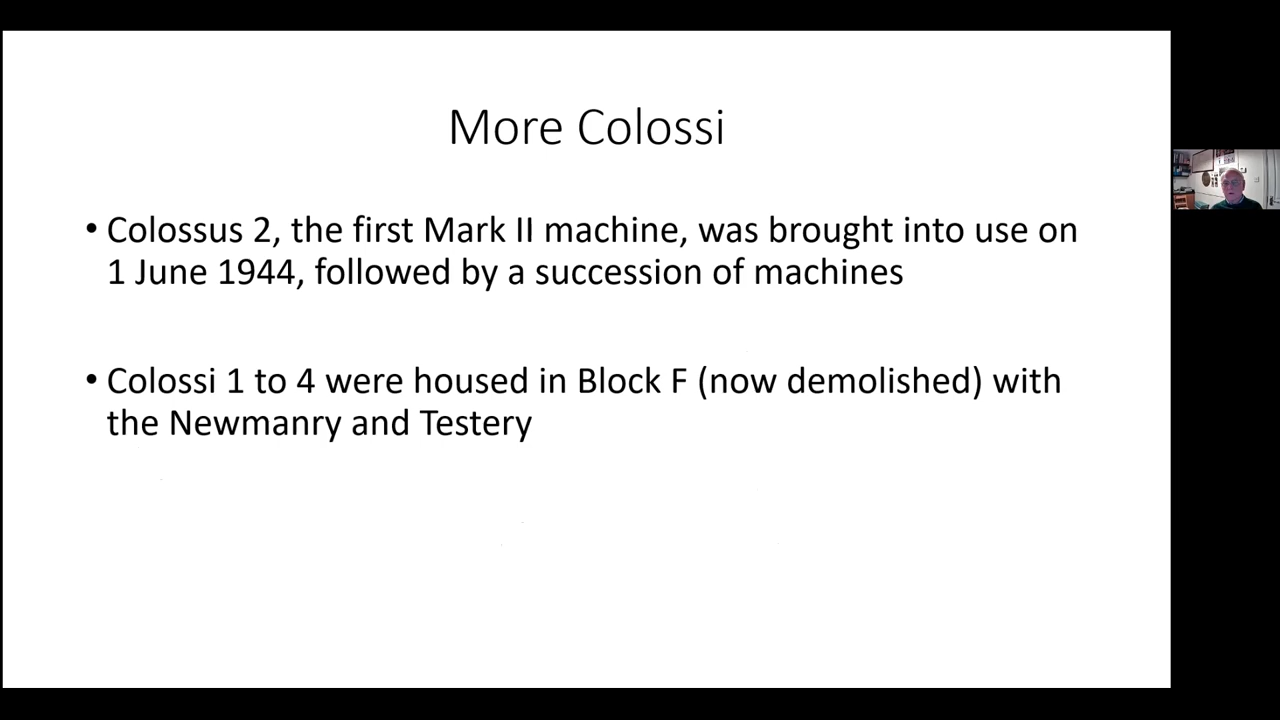 More Colossi
• Colossus 2, the first Mark II machine, was brought into use on
1 June 1944, followed by a succession of machines
• Colossi 1 to 4 were housed in Block F (now demolished) with
the Newmanry and Testery